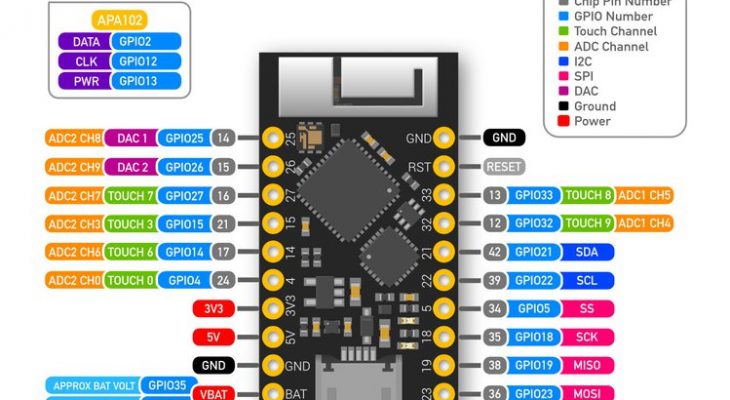 APA102
DATA GPIO2
CLK GPIO12
PWR GPIO13
Chip Pin Number
GPIO Number
Touch Channel
ADC Channel
I2C
SPI
DAC
Ground
Power
ADC2 CH8 DAC 1 GPIO25 14 25
GND GND
ADC2 CH9 DAC 2 GPIO26 15 26
RST RESET
ADC2 CH7 TOUCH 7 GPIO27 16 27
33 13 GPIO33 TOUCH 8 ADC1 CH5
ADC2 CH3 TOUCH 3 GPIO15 21 15
32 12 GPIO32 TOUCH 9 ADC1 CH4
ADC2 CH6 TOUCH 6 GPIO14 17 14
21 42 GPIO21 SDA
ADC2 CH0 TOUCH 0 GPIO4 24 4
22 39 GPIO22 SCL
3V3 3V3
5 34 GPIO5 SS
5V 5V
18 35 GPIO18 SCK
GND GND
19 38 GPIO19 MISO
APPROX BAT VOLT GPIO35
VBAT BAT
23 36 GPIO23 MOSI